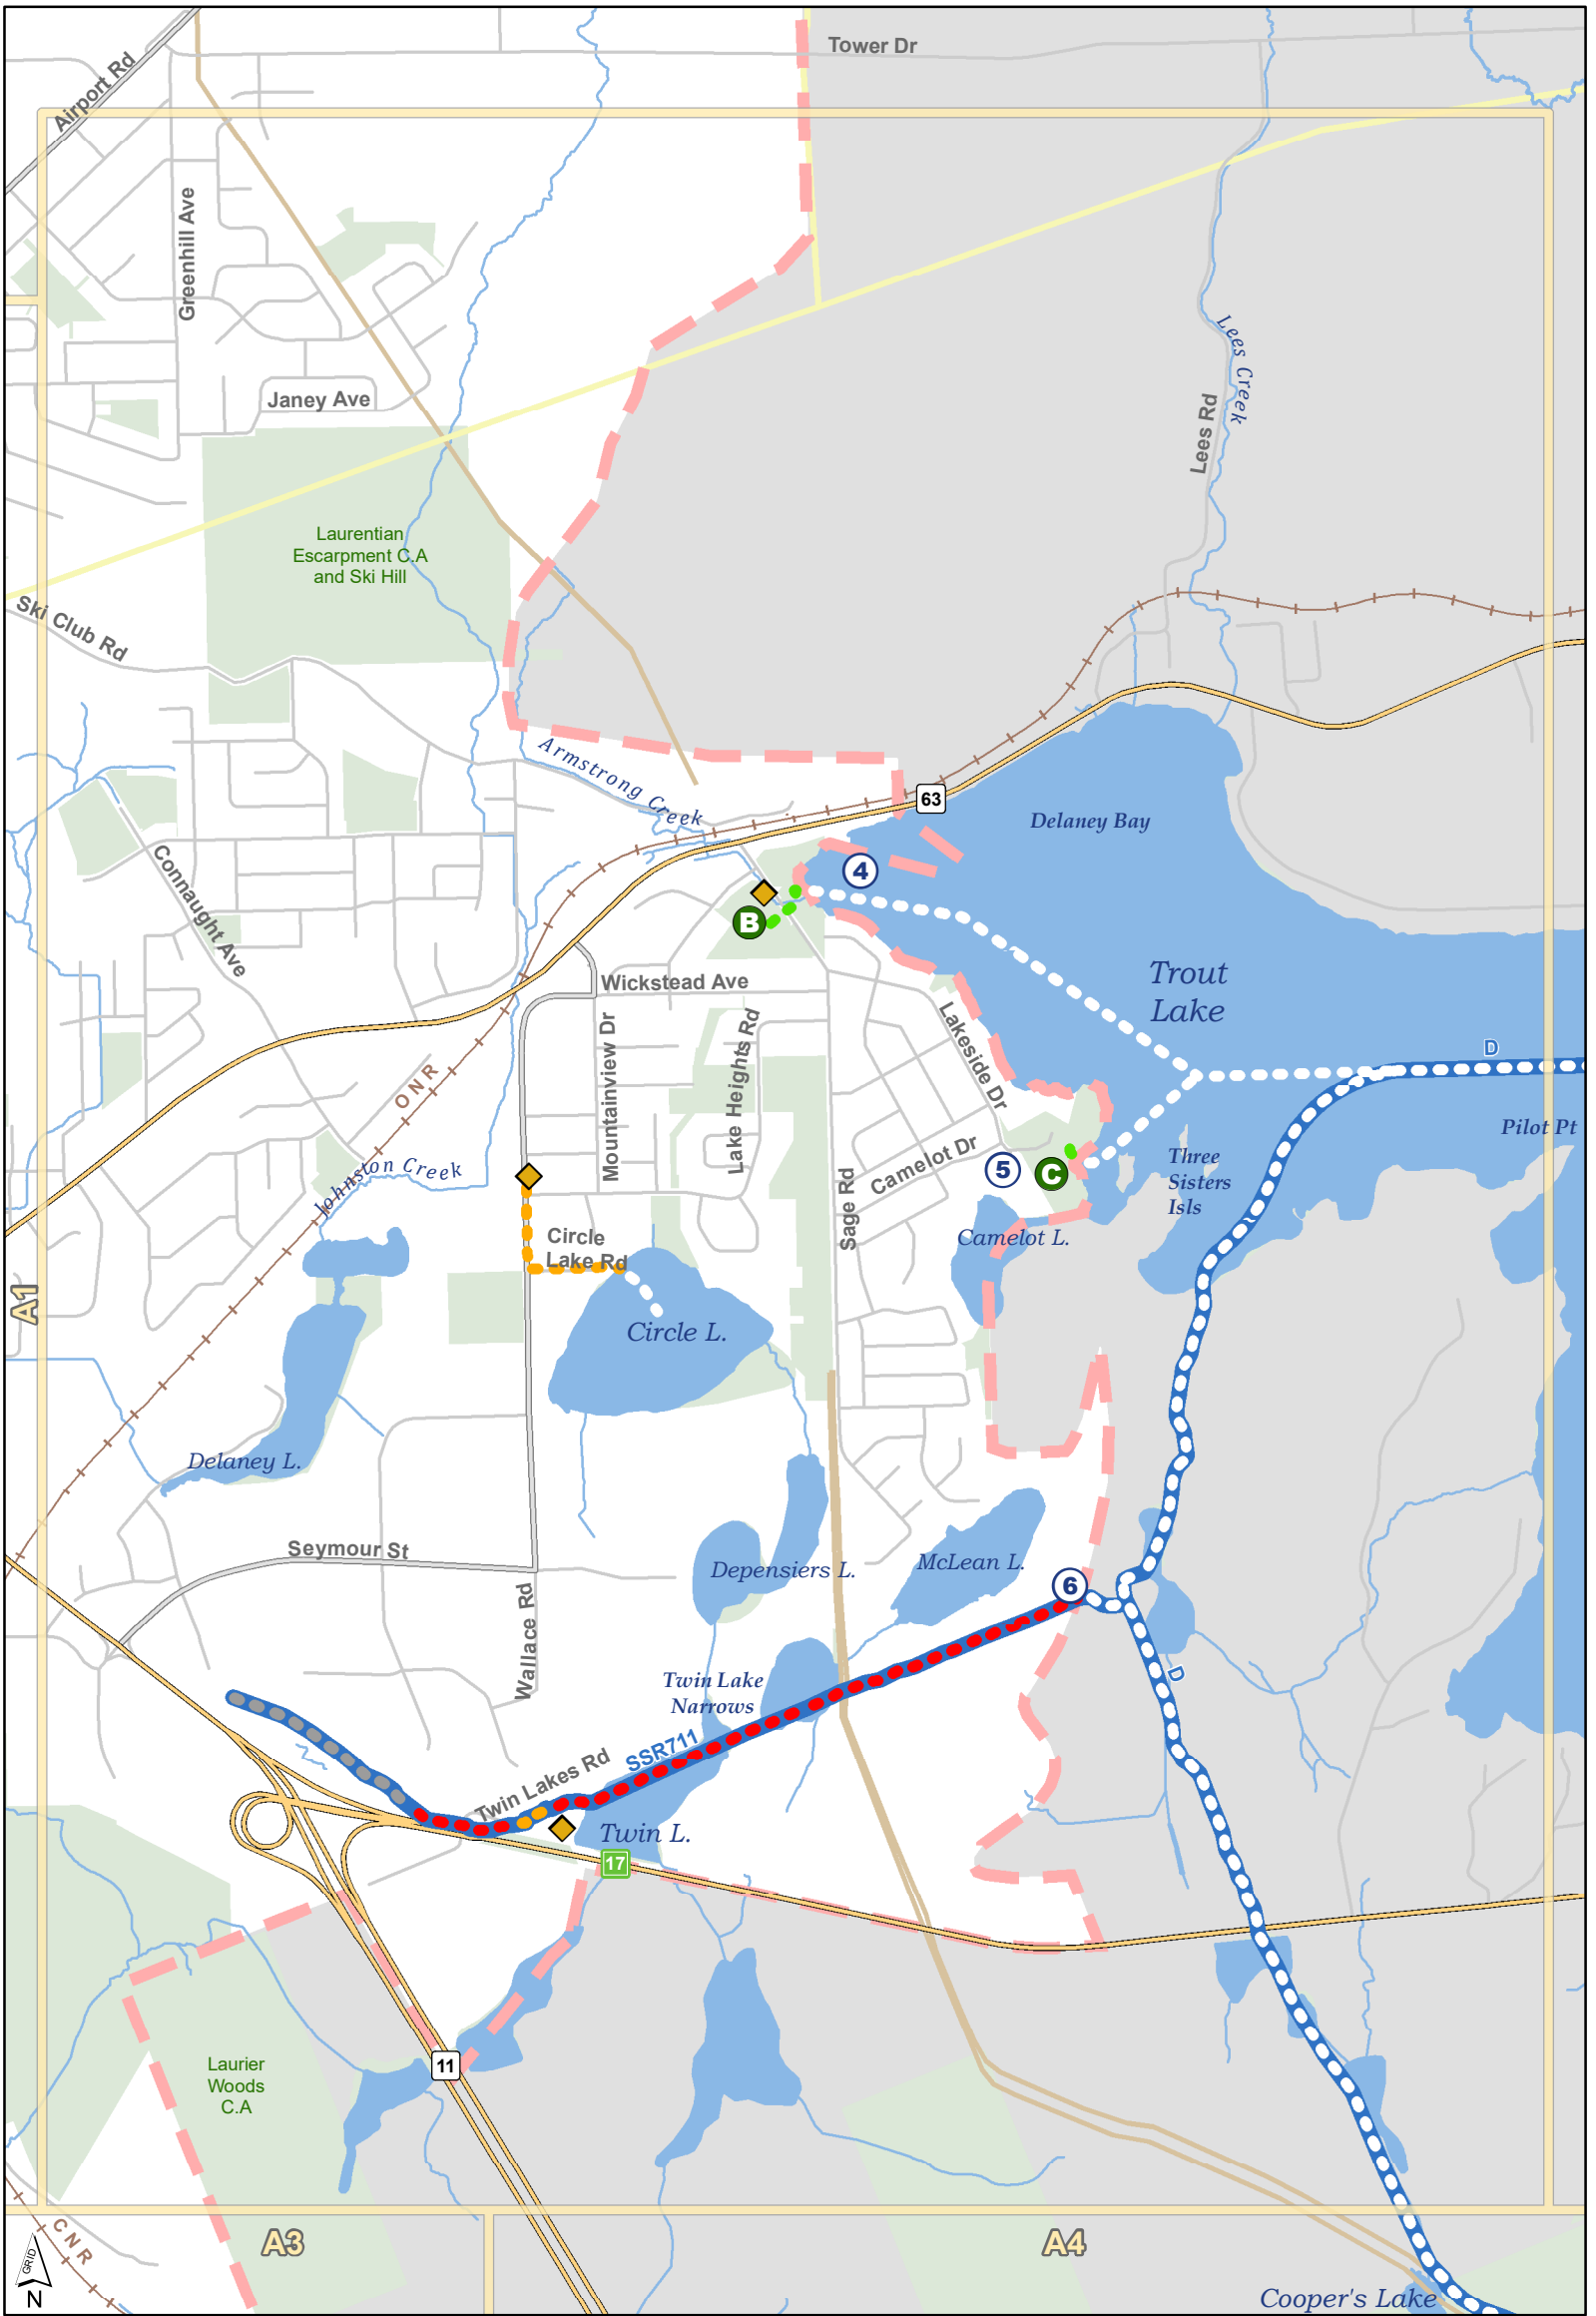 Tower Dr
Airport Rd
Greenhill Ave
Janey Ave
Lees Creek
Lees Rd
Laurentian
Escarpment C.A
and Ski Hill
Ski Club Rd
Armstrong Creek
63
Delaney Bay
4
B
Connaught Ave
Wickstead Ave
Trout
Lake
Mountainview Dr
Lake Heights Rd
Lakeside Dr
D
ONR
Pilot Pt
Johnston Creek
Camelot Dr
5
C
Three
Sisters
Isls
Sage Rd
Circle
Lake Rd
Camelot L.
A1
Circle L.
Delaney L.
Seymour St
Depensiers L.
McLean L.
6
Wallace Rd
Twin Lake
Narrows
D
SSR711
Twin Lakes Rd
Twin L.
17
11
Laurier
Woods
C.A
CNR
A3
A4
GRID
N
Cooper's Lake